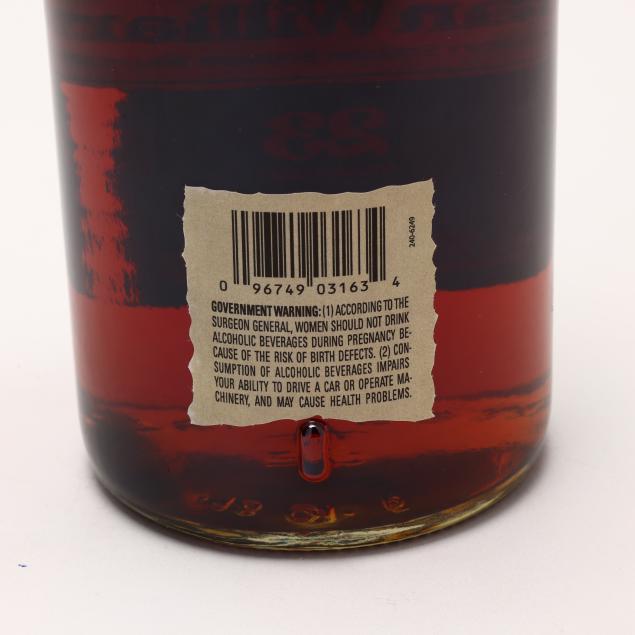 23
240-6249
0 96749 03163 4
GOVERNMENT WARNING: (1) ACCORDING TO THE
SURGEON GENERAL, WOMEN SHOULD NOT DRINK
ALCOHOLIC BEVERAGES DURING PREGNANCY BE-
CAUSE OF THE RISK OF BIRTH DEFECTS. (2) CON-
SUMPTION OF ALCOHOLIC BEVERAGES IMPAIRS
YOUR ABILITY TO DRIVE A CAR OR OPERATE MA-
CHINERY, AND MAY CAUSE HEALTH PROBLEMS.